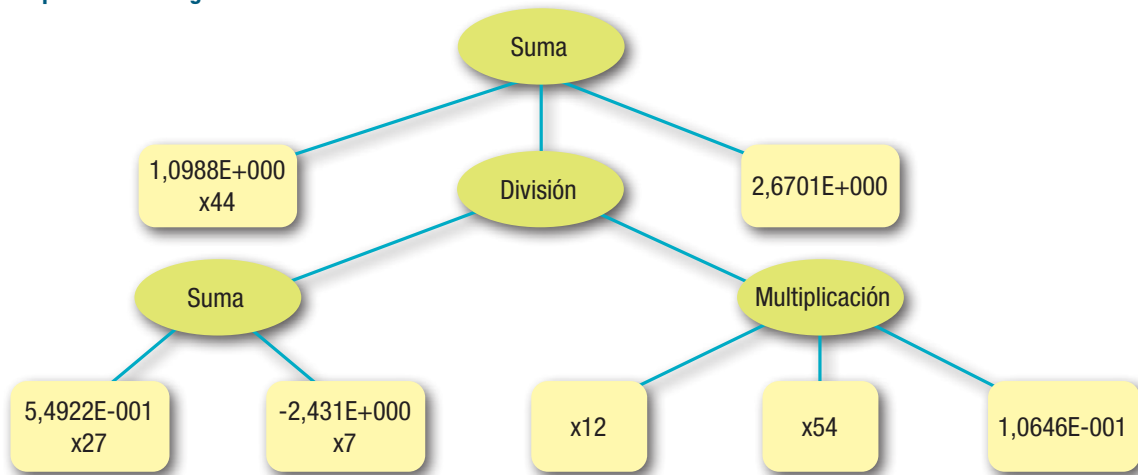 Suma
1,0988E+000
x44
División
2,6701E+000
Suma
Multiplicación
5,4922E-001
x27
-2,431E+000
x7
x12
x54
1,0646E-001